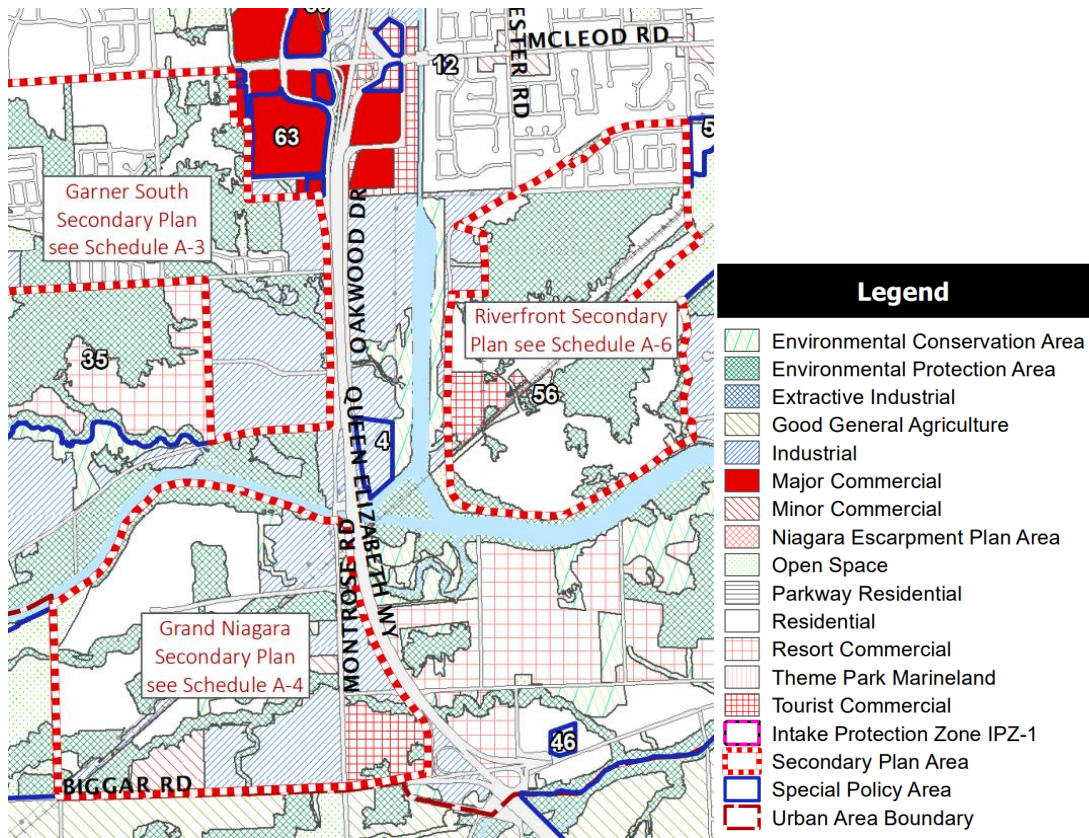 MCLEOD RD
ESTER RD
12
63
5
Garner South
Secondary Plan
see Schedule A-3
OAKWOOD DR
Riverfront Secondary
Plan see Schedule A-6
35
56
4
QUEEN ELIZABETH WY
MONTROSE RD
Grand Niagara
Secondary Plan
see Schedule A-4
46
BIGGAR RD
Legend
Environmental Conservation Area
Environmental Protection Area
Extractive Industrial
Good General Agriculture
Industrial
Major Commercial
Minor Commercial
Niagara Escarpment Plan Area
Open Space
Parkway Residential
Residential
Resort Commercial
Theme Park Marineland
Tourist Commercial
Intake Protection Zone IPZ-1
Secondary Plan Area
Special Policy Area
Urban Area Boundary